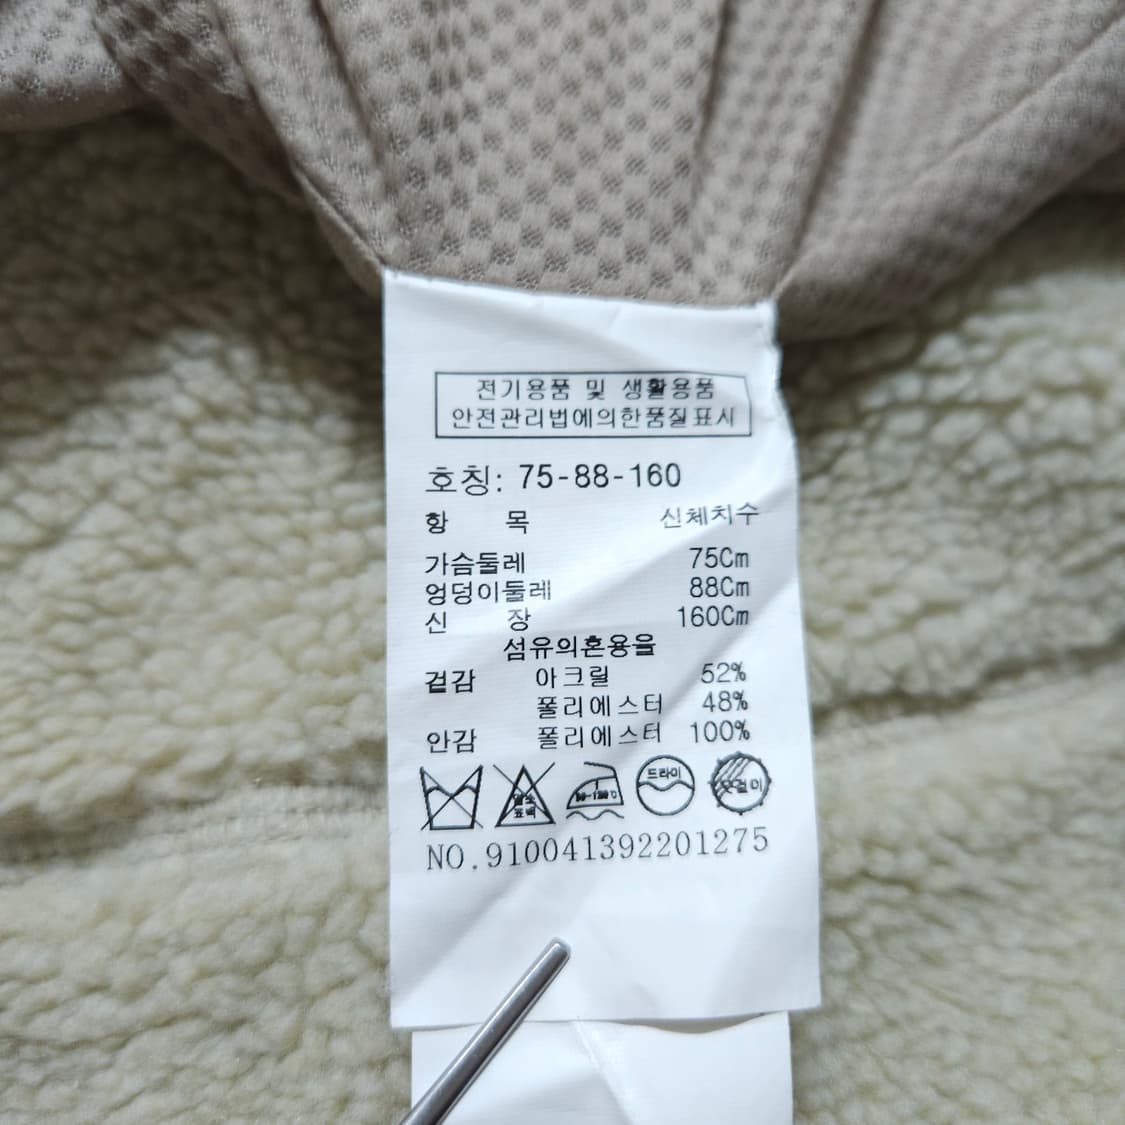 전기용품 및 생활용품
안전관리법에의한품질표시
호칭: 75-88-160
항 목 신체치수
가슴둘레 75Cm
엉덩이둘레 88Cm
신 장 160Cm
섬유의혼용율
겉감 아크릴 52%
폴리에스터 48%
안감 폴리에스터 100%
드라이
NO.910041392201275